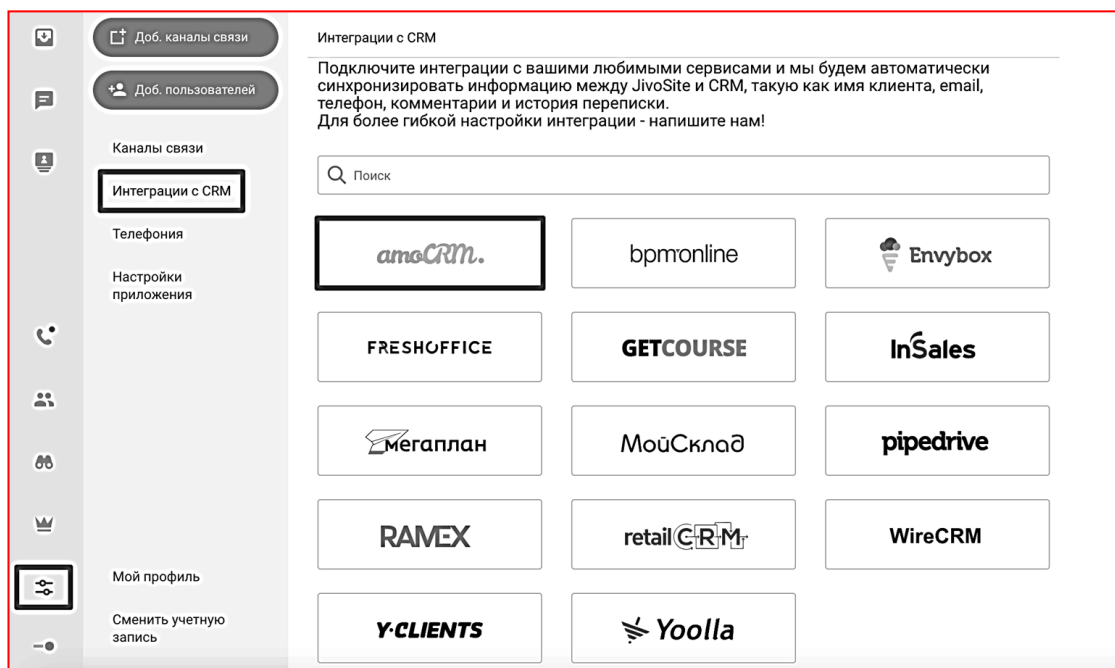 Доб. каналы связи
Доб. пользователей
Каналы связи
Интеграции с CRM
Телефония
Настройки
приложения
Мой профиль
Сменить учетную
запись
Интеграции с CRM
Подключите интеграции с вашими любимыми сервисами и мы будем автоматически
синхронизировать информацию между JivoSite и CRM, такую как имя клиента, email,
телефон, комментарии и история переписки.
Для более гибкой настройки интеграции - напишите нам!
Поиск
amoCRM.
bpm'online
Envybox
FRESHOFFICE
GETCOURSE
InSales
мегаплан
МойСклад
pipedrive
RAMEX
retailCRM
WireCRM
Y·CLIENTS
Yoolla